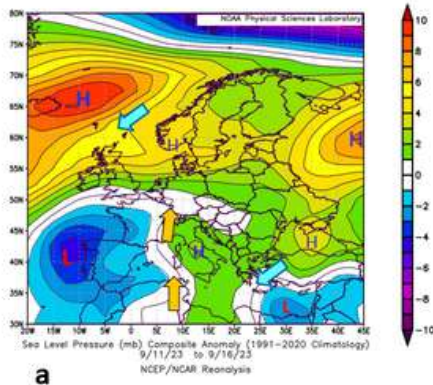 NOAA Physical Sciences Laboratory
80N
75N
70N
65N
60N
55N
50N
45N
40N
35N
30N
H
H
H
H
H
L
L
20W
15W
10W
5W
0
5E
10E
15E
20E
25E
30E
35E
40E
45E
10
8
6
4
2
0
-2
-4
-6
-8
-10
Sea Level Pressure (mb) Composite Anomaly (1991-2020 Climatology)
9/11/23 to 9/16/23
NCEP/NCAR Reanalysis
a